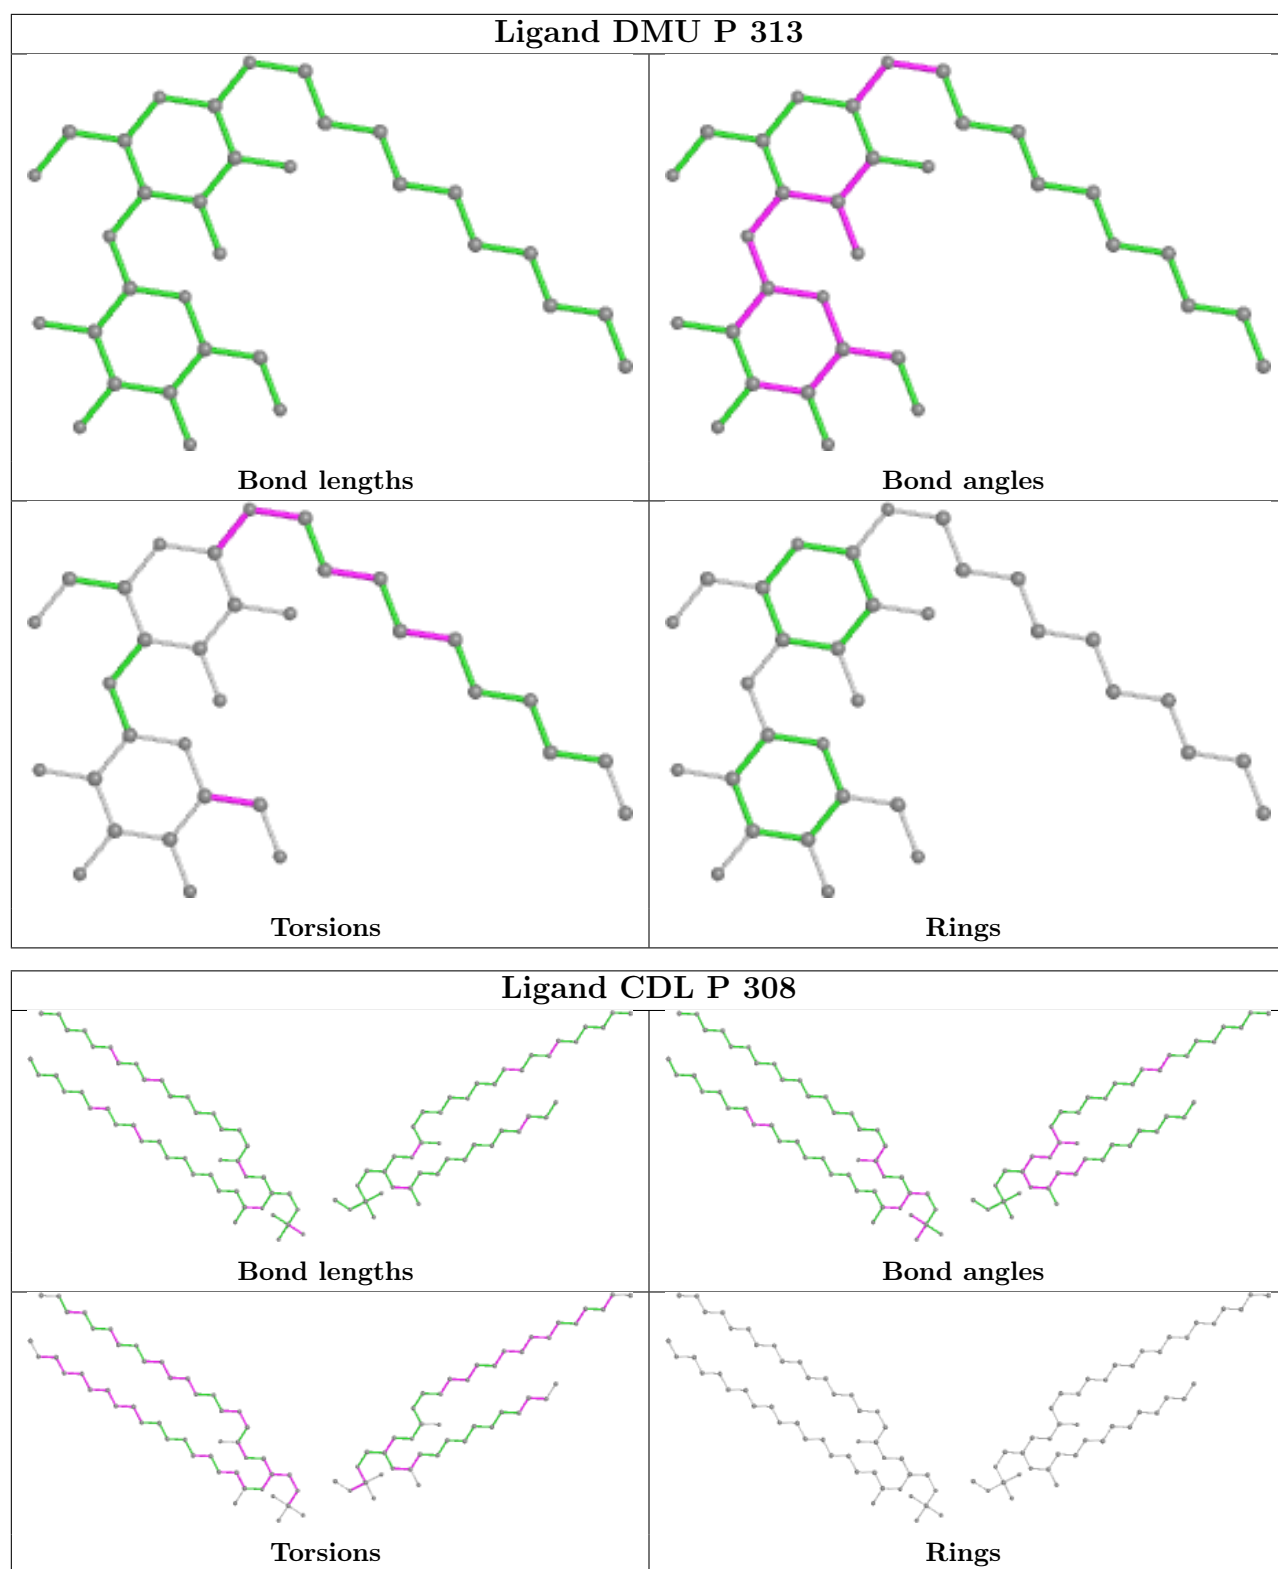 Ligand DMU P 313
Bond lengths
Bond angles
Torsions
Rings
Ligand CDL P 308
Bond lengths
Bond angles
Torsions
Rings